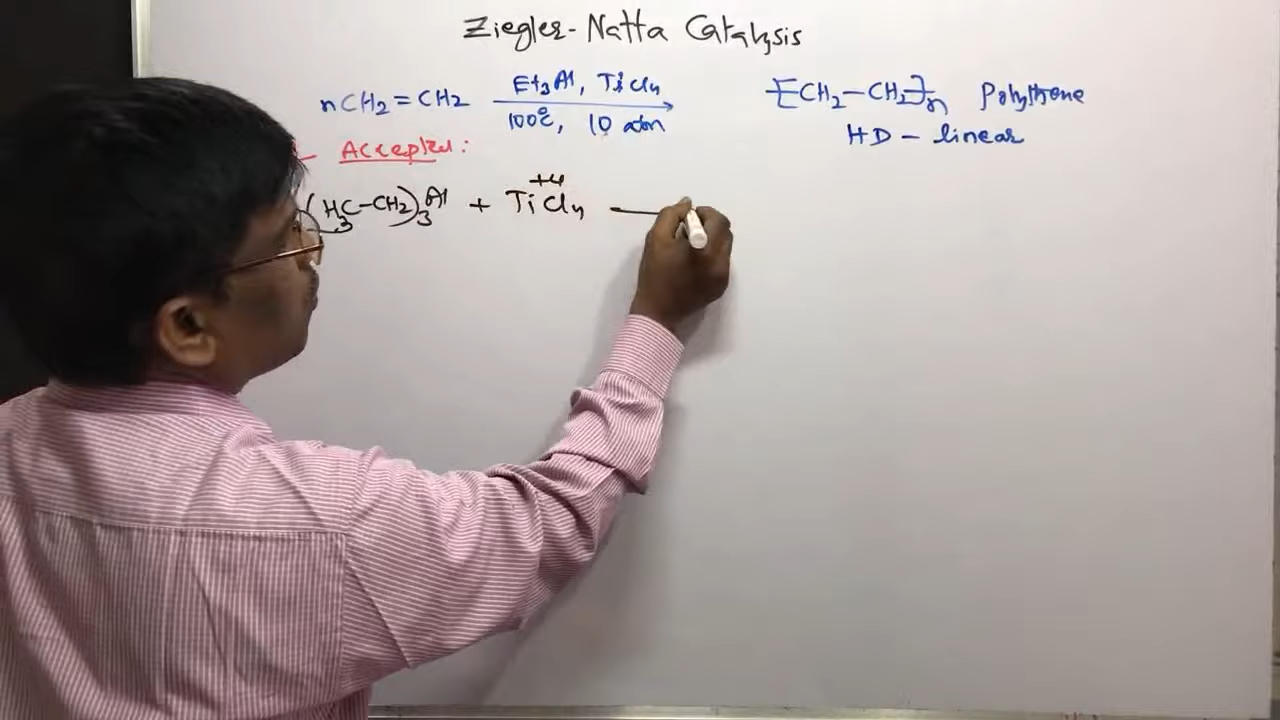 Ziegler-Natta Catalysis
nCH2=CH2 Et3Al, TiCl4 [CH2-CH2]n Polythene
100°C, 10 atm HD - linear
Accepted:
(H3C-CH2)3Al + TiCl4
+4